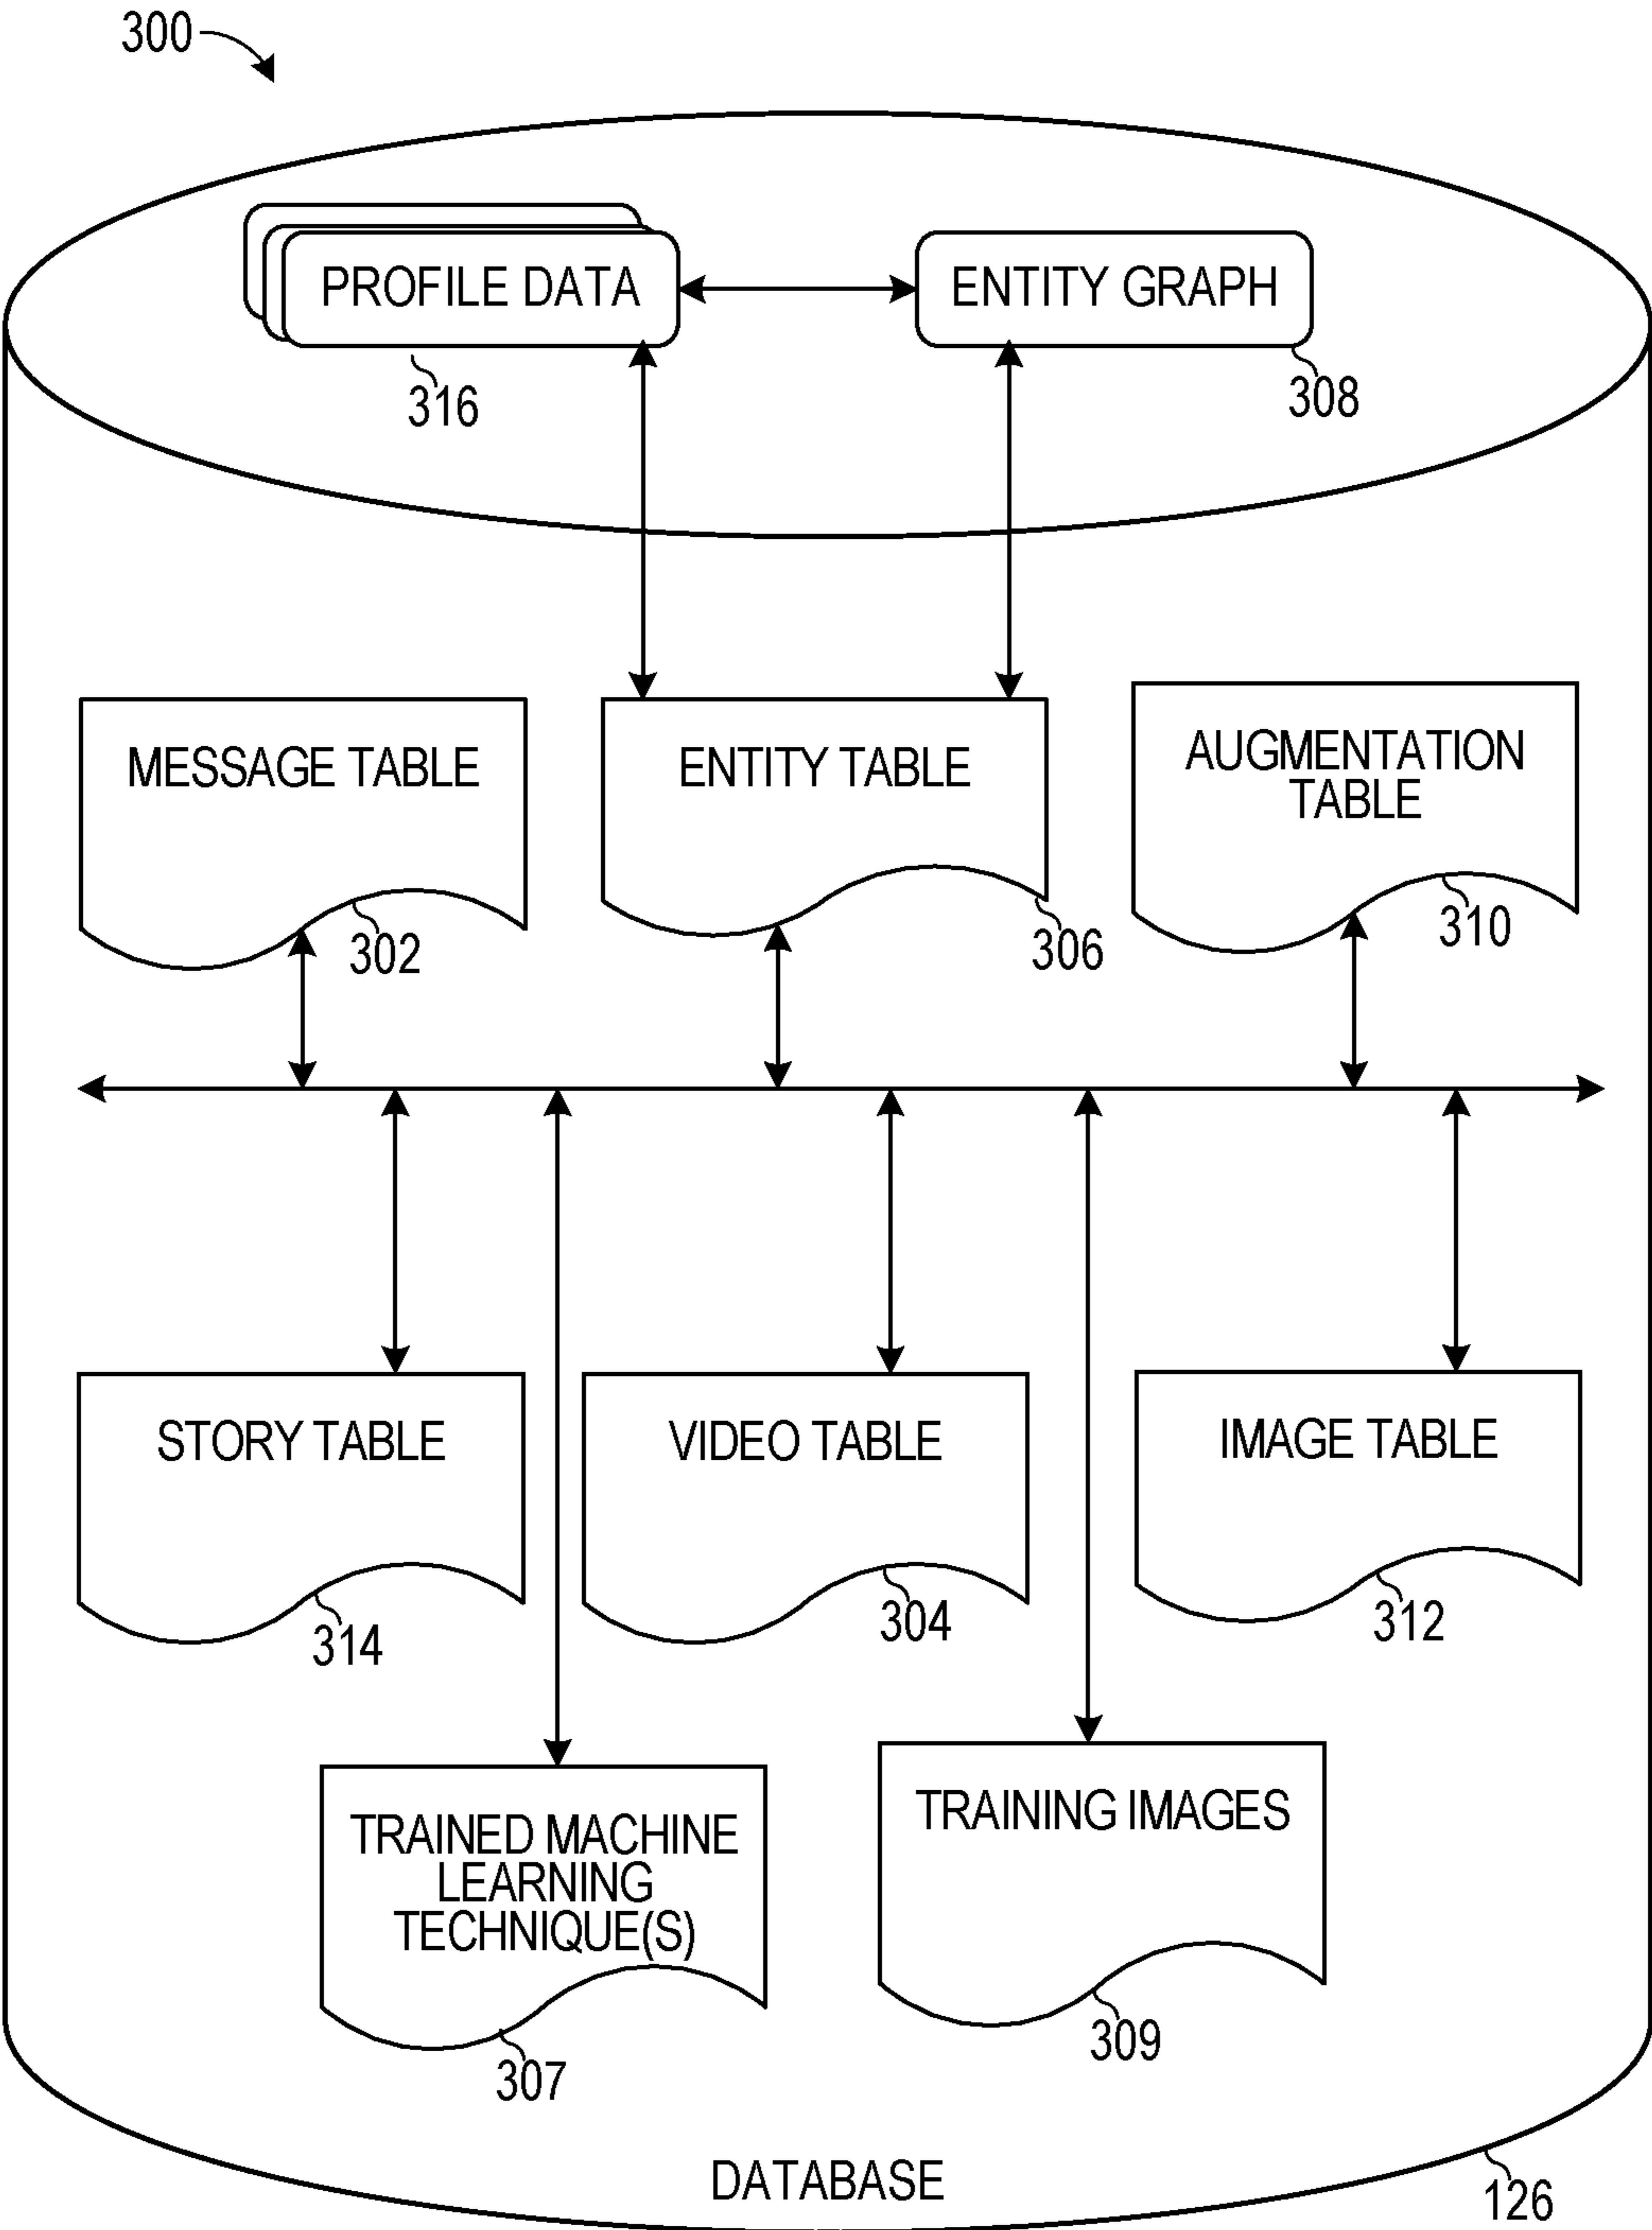 300
PROFILE DATA
ENTITY GRAPH
316
308
MESSAGE TABLE
ENTITY TABLE
AUGMENTATION
TABLE
302
306
310
STORY TABLE
VIDEO TABLE
IMAGE TABLE
314
304
312
TRAINED MACHINE
LEARNING
TECHNIQUE(S)
TRAINING IMAGES
307
309
DATABASE
126